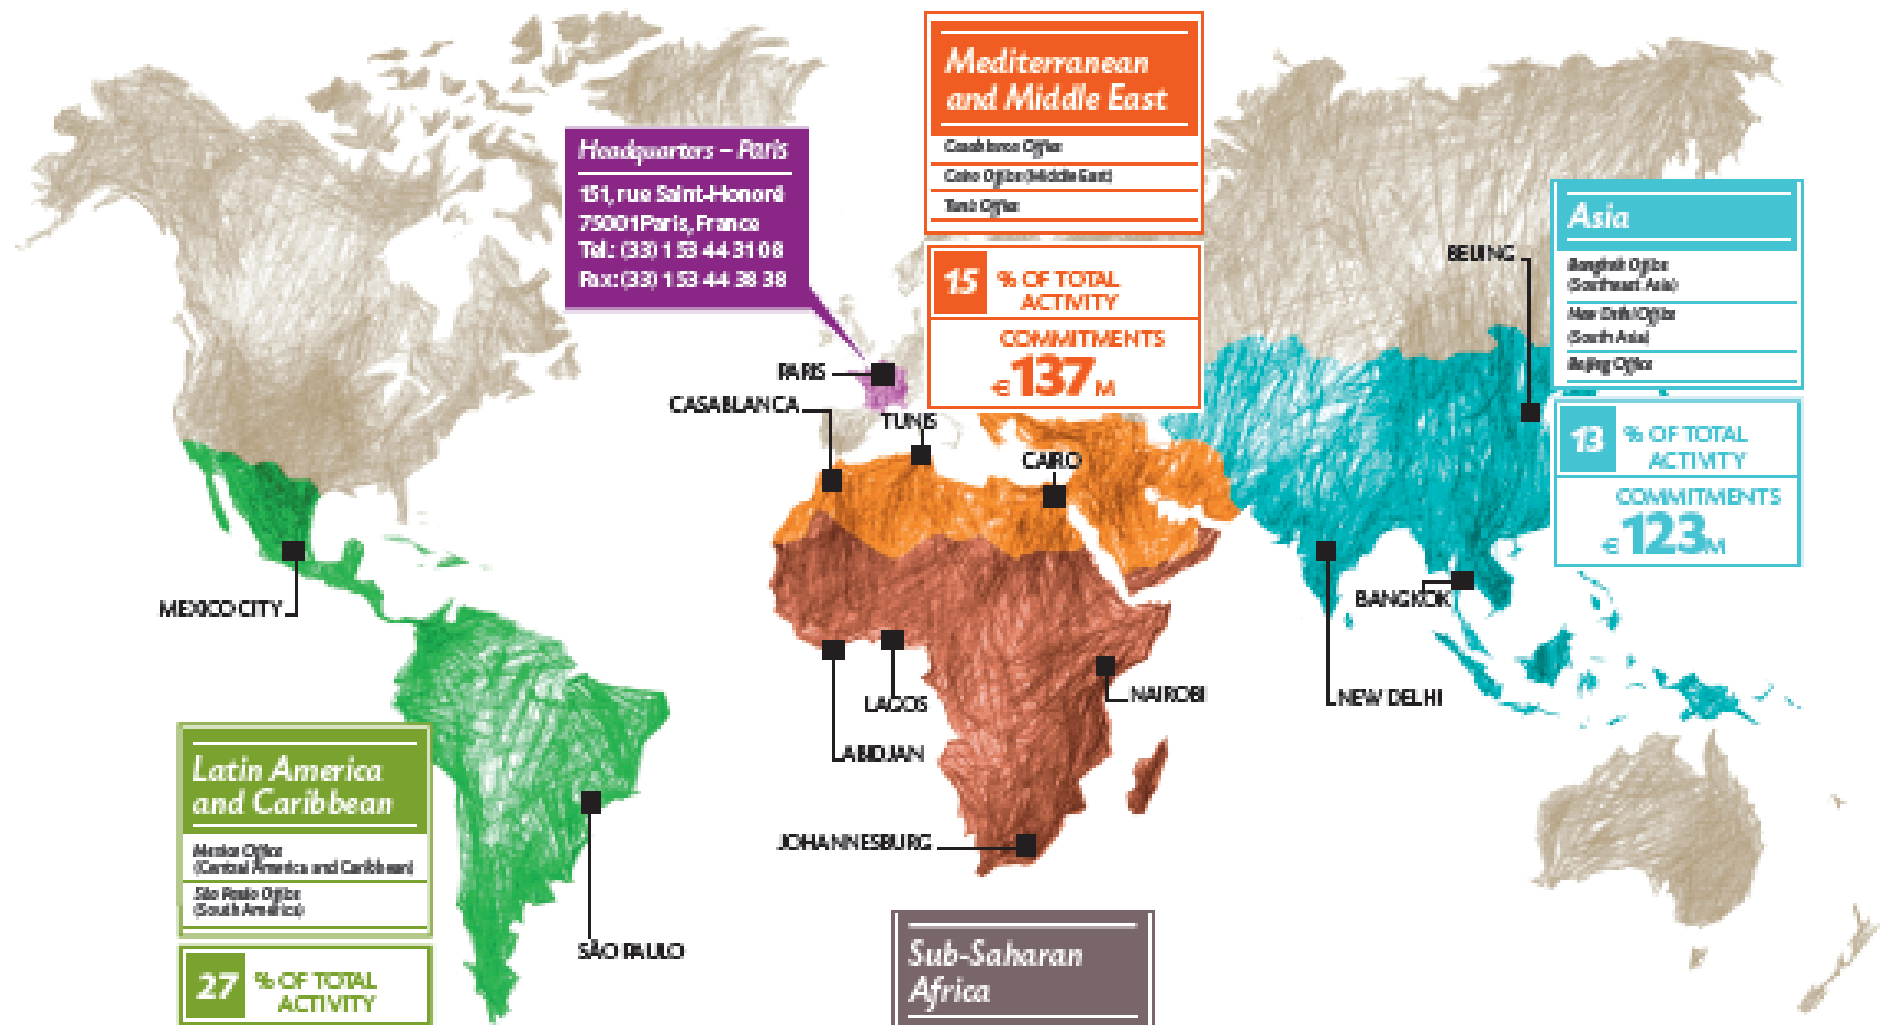 Mediterranean
and Middle East
Casablanca Office
Cairo Office (Middle East)
Tunis Office
15 % OF TOTAL
ACTIVITY
COMMITMENTS
€137M
Headquarters – Paris
151, rue Saint-Honoré
75001 Paris, France
Tel.: (33) 1 53 44 31 08
Fax: (33) 1 53 44 38 38
Asia
Bangkok Office
(Southeast Asia)
New Delhi Office
(South Asia)
Beijing Office
13 % OF TOTAL
ACTIVITY
COMMITMENTS
€123M
BEIJING
PARIS
CASABLANCA
TUNIS
CAIRO
MEXICO CITY
BANGKOK
NEW DELHI
NAIROBI
LAGOS
ABIDJAN
JOHANNESBURG
SÃO PAULO
Latin America
and Caribbean
Mexico Office
(Central America and Caribbean)
São Paulo Office
(South America)
27 % OF TOTAL
ACTIVITY
Sub-Saharan
Africa